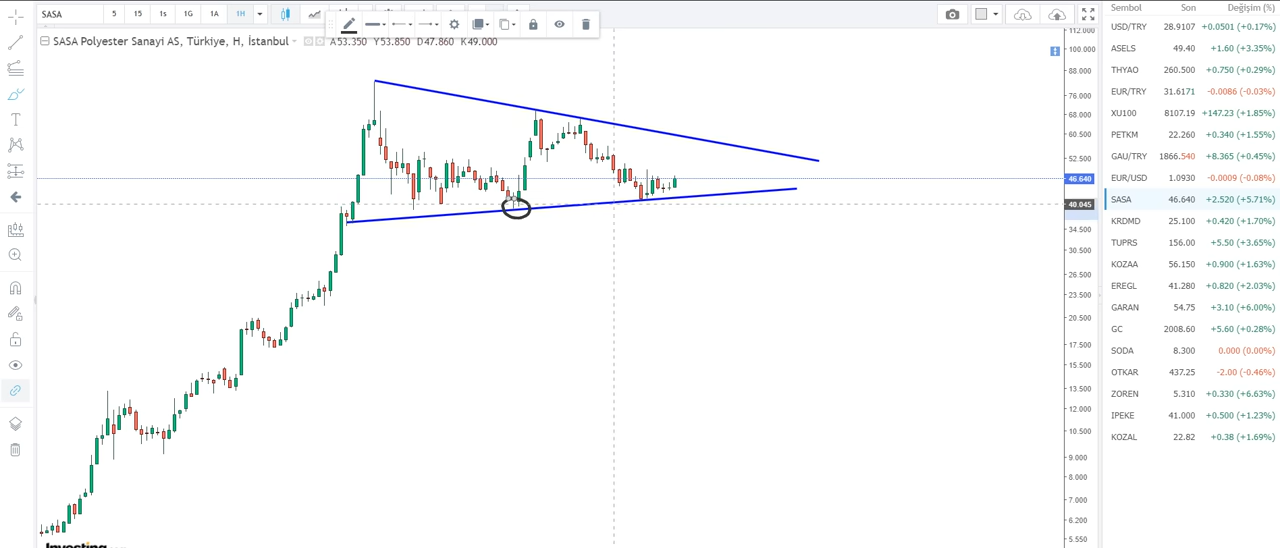 SASA 5 15 1s 1G 1A 1H
SASA Polyester Sanayi AS, Türkiye, H, İstanbul A53.350 Y53.850 D47.860 K49.000
112.000
100.000
88.000
76.000
68.000
60.500
52.500
46.640
40.045
34.500
30.500
26.500
23.500
20.500
17.500
15.500
13.500
12.000
10.500
9.000
8.000
7.000
6.200
5.550
Investing
Sembol Son Değişim (%)
USD/TRY 28.9107 +0.0501 (+0.17%)
ASELS 49.40 +1.60 (+3.35%)
THYAO 260.500 +0.750 (+0.29%)
EUR/TRY 31.6171 -0.0086 (-0.03%)
XU100 8107.19 +147.23 (+1.85%)
PETKM 22.260 +0.340 (+1.55%)
GAU/TRY 1866.540 +8.365 (+0.45%)
EUR/USD 1.0930 -0.0009 (-0.08%)
SASA 46.640 +2.520 (+5.71%)
KRDMD 25.100 +0.420 (+1.70%)
TUPRS 156.00 +5.50 (+3.65%)
KOZAA 56.150 +0.900 (+1.63%)
EREGL 41.280 +0.820 (+2.03%)
GARAN 54.75 +3.10 (+6.00%)
GC 2008.60 +5.60 (+0.28%)
SODA 8.300 0.000 (0.00%)
OTKAR 437.25 -2.00 (-0.46%)
ZOREN 5.310 +0.330 (+6.63%)
IPEKE 41.000 +0.500 (+1.23%)
KOZAL 22.82 +0.38 (+1.69%)